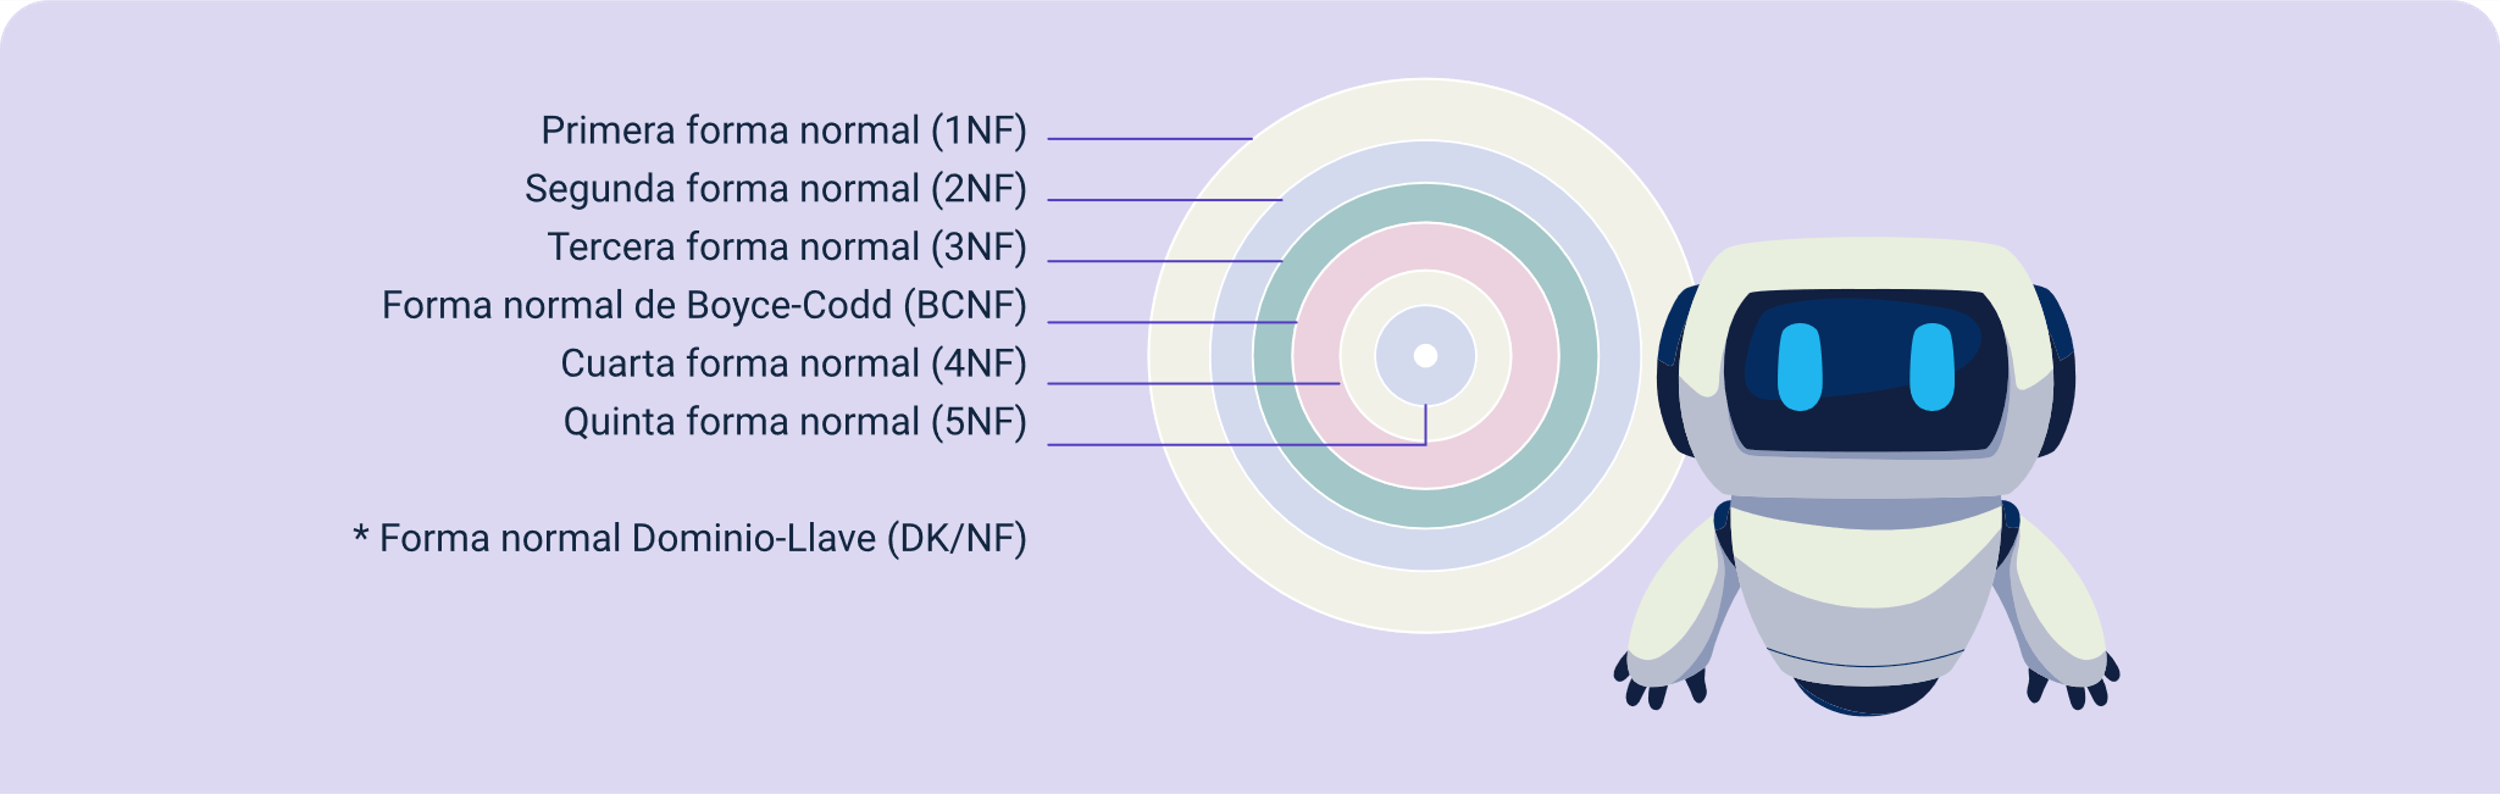 Primera forma normal (1NF)
Segunda forma normal (2NF)
Tercera forma normal (3NF)
Forma normal de Boyce-Codd (BCNF)
Cuarta forma normal (4NF)
Quinta forma normal (5NF)
* Forma normal Dominio-Llave (DK/NF)